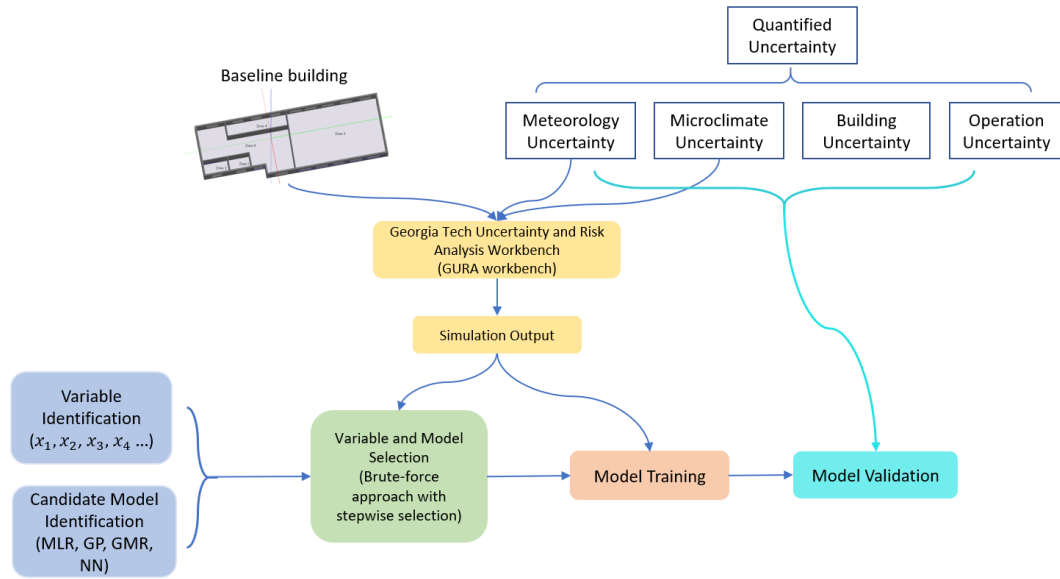 Quantified
Uncertainty
Baseline building
Meteorology
Uncertainty
Microclimate
Uncertainty
Building
Uncertainty
Operation
Uncertainty
Georgia Tech Uncertainty and Risk
Analysis Workbench
(GURA workbench)
Simulation Output
Variable
Identification
(x₁, x₂, x₃, x₄ ...)
Candidate Model
Identification
(MLR, GP, GMR,
NN)
Variable and Model
Selection
(Brute-force
approach with
stepwise selection)
Model Training
Model Validation